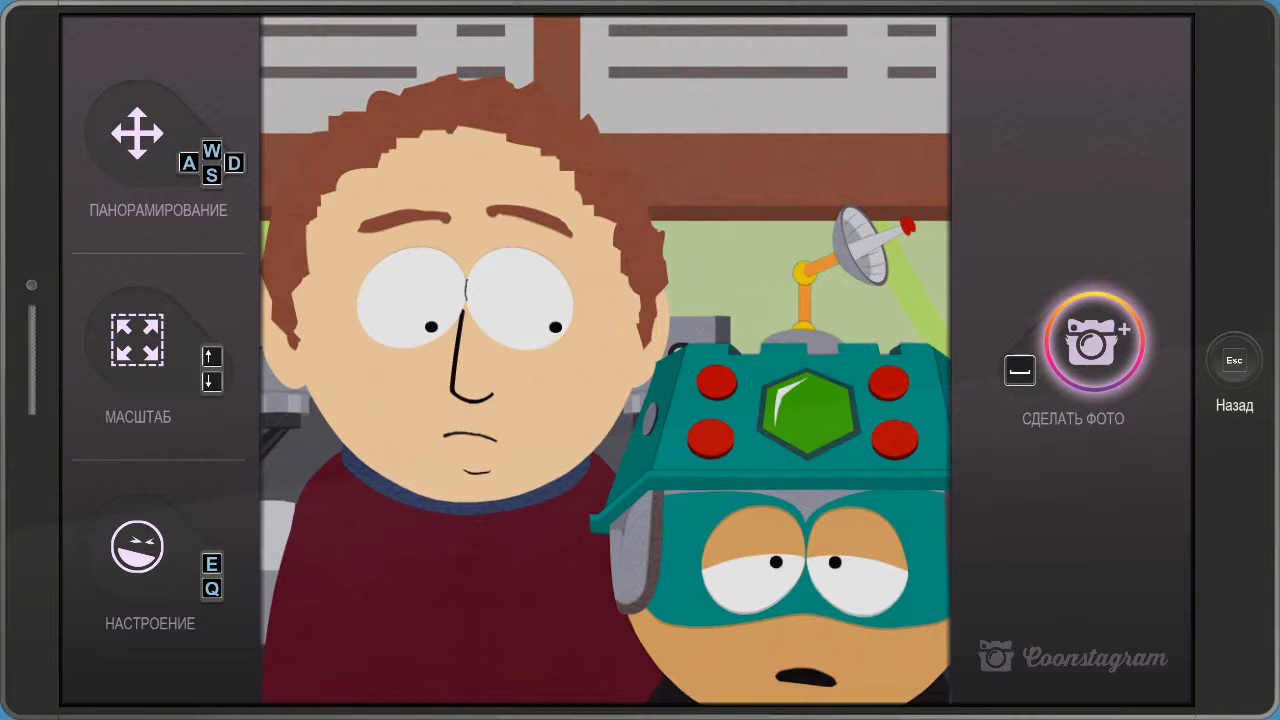 W
A
D
S
ПАНОРАМИРОВАНИЕ
↑
↓
МАСШТАБ
E
Q
НАСТРОЕНИЕ
СДЕЛАТЬ ФОТО
Esc
Назад
Coonstagram